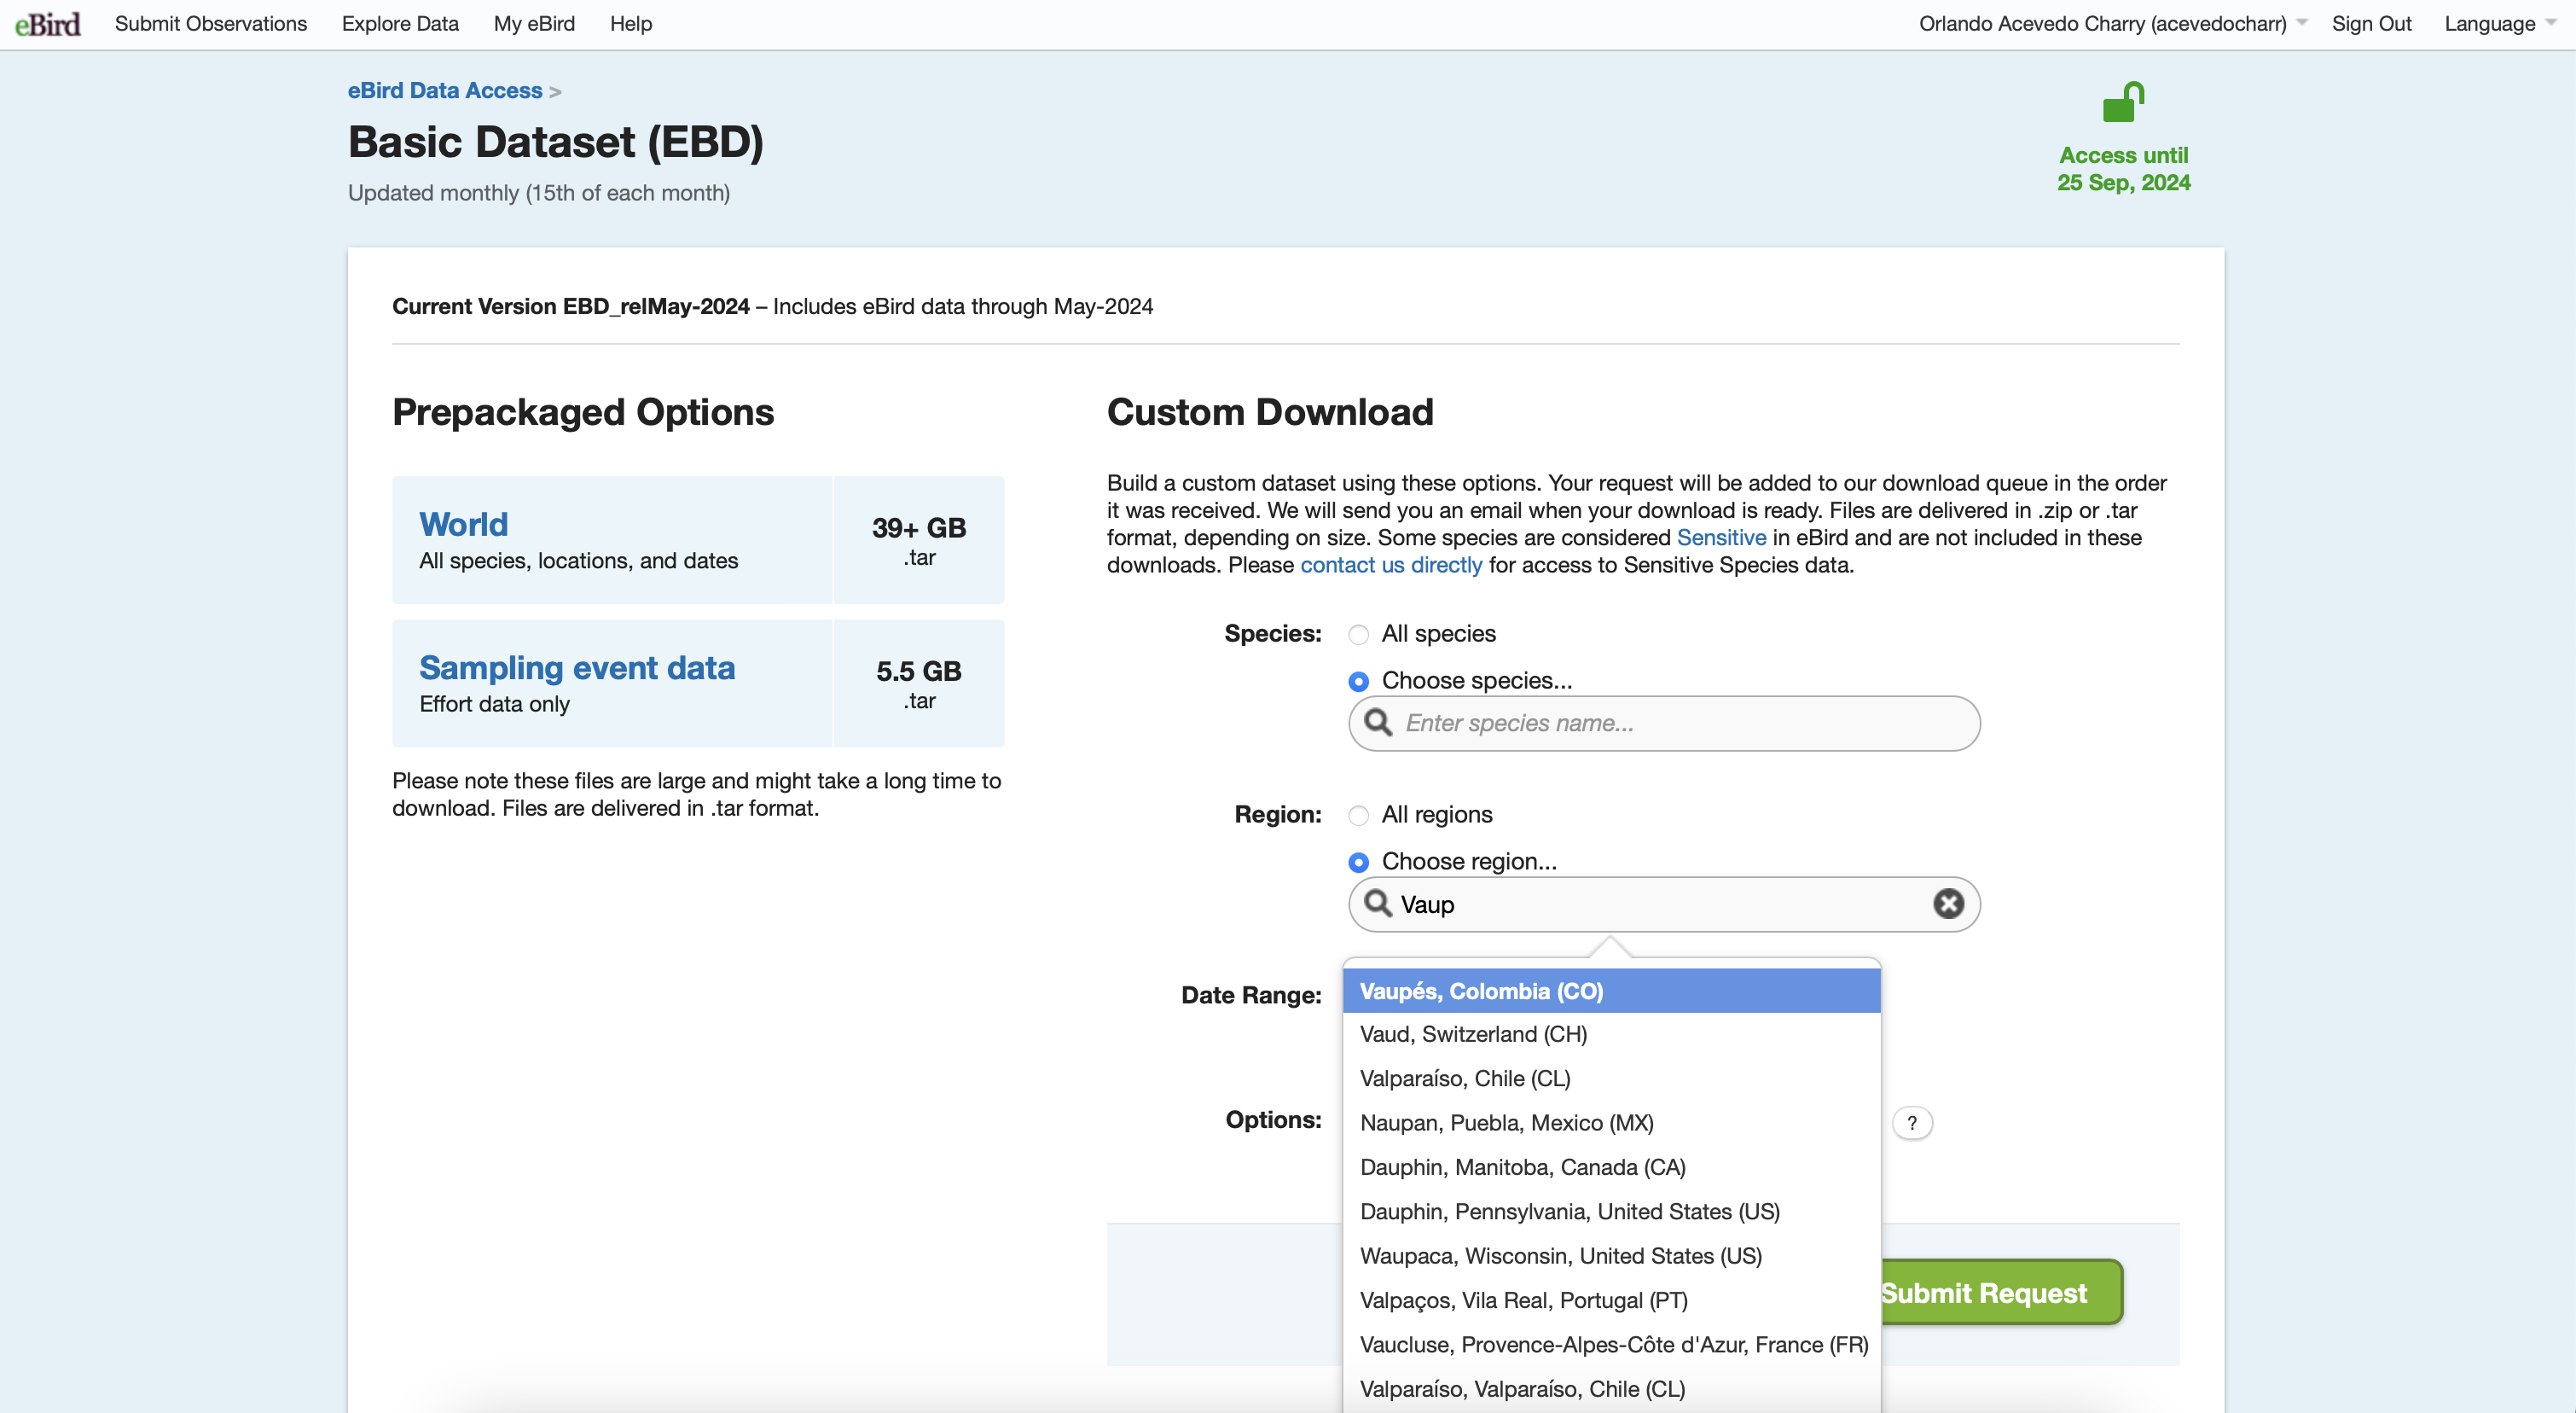 eBird Submit Observations Explore Data My eBird Help Orlando Acevedo Charry (acevedocharr) Sign Out Language
eBird Data Access >
Basic Dataset (EBD)
Updated monthly (15th of each month)
Access until
25 Sep, 2024
Current Version EBD_relMay-2024 – Includes eBird data through May-2024
Prepackaged Options
World
All species, locations, and dates
39+ GB
.tar
Sampling event data
Effort data only
5.5 GB
.tar
Please note these files are large and might take a long time to
download. Files are delivered in .tar format.
Custom Download
Build a custom dataset using these options. Your request will be added to our download queue in the order
it was received. We will send you an email when your download is ready. Files are delivered in .zip or .tar
format, depending on size. Some species are considered Sensitive in eBird and are not included in these
downloads. Please contact us directly for access to Sensitive Species data.
Species: All species
Choose species...
Enter species name...
Region: All regions
Choose region...
Vaup
Date Range:
Vaupés, Colombia (CO)
Vaud, Switzerland (CH)
Valparaíso, Chile (CL)
Options:
?
Naupan, Puebla, Mexico (MX)
Dauphin, Manitoba, Canada (CA)
Dauphin, Pennsylvania, United States (US)
Waupaca, Wisconsin, United States (US)
Valpaços, Vila Real, Portugal (PT)
Submit Request
Vaucluse, Provence-Alpes-Côte d'Azur, France (FR)
Valparaíso, Valparaíso, Chile (CL)